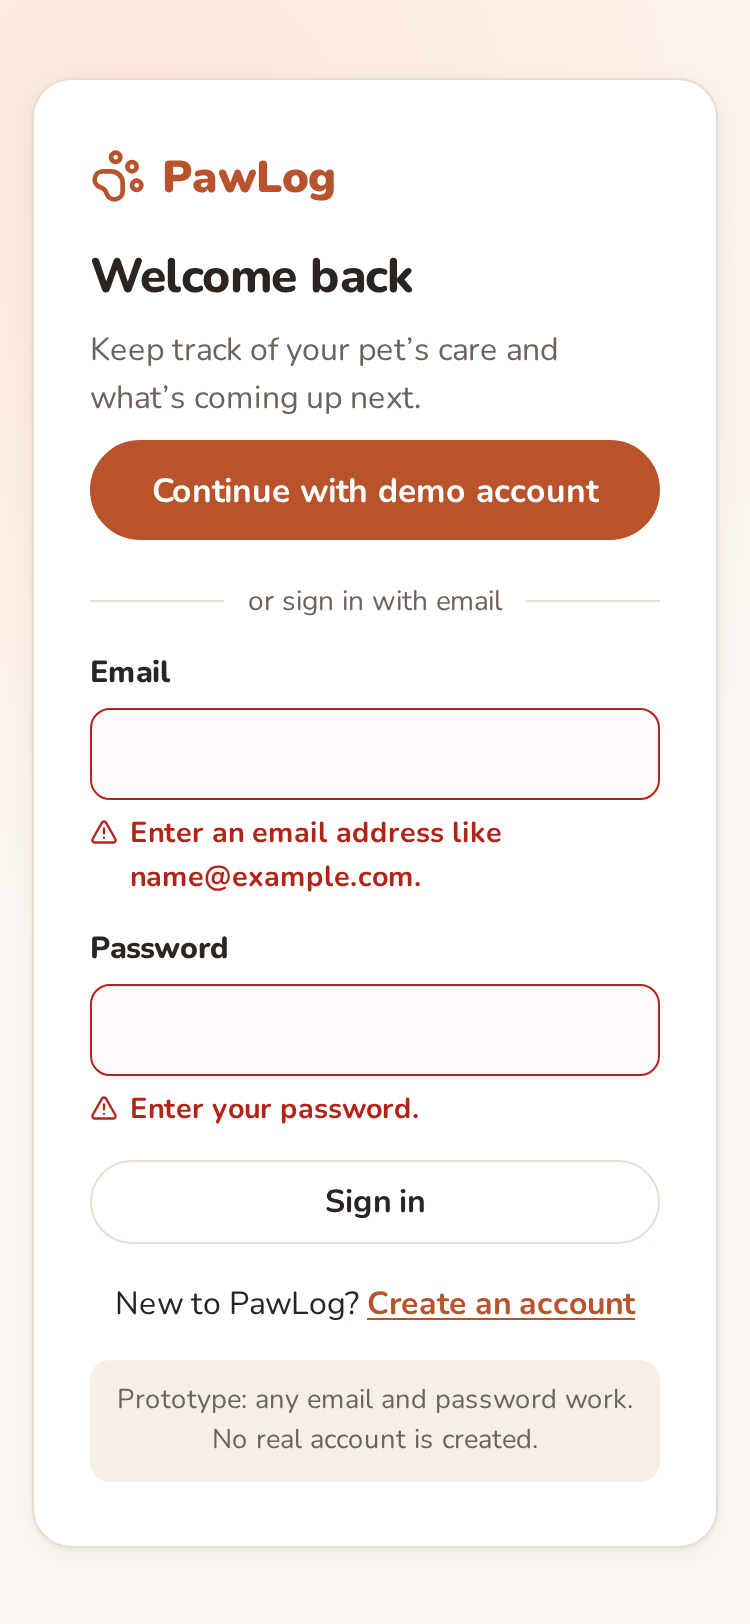 PawLog
Welcome back
Keep track of your pet’s care and
what’s coming up next.
Continue with demo account
or sign in with email
Email
Enter an email address like
name@example.com.
Password
Enter your password.
Sign in
New to PawLog? Create an account
Prototype: any email and password work.
No real account is created.